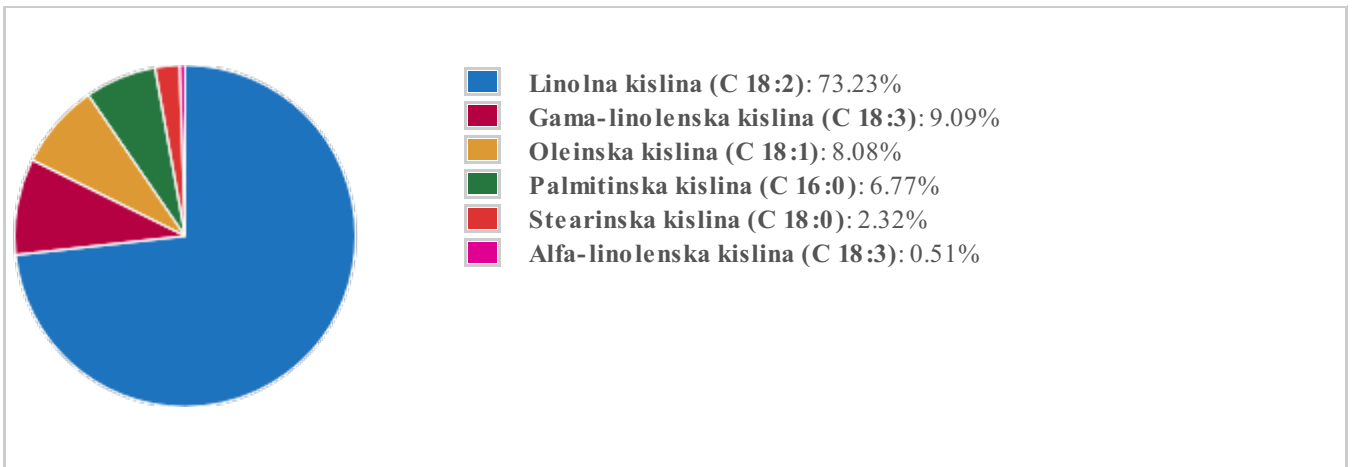 Linolna kislina (C 18:2): 73.23%
Gama-linolenska kislina (C 18:3): 9.09%
Oleinska kislina (C 18:1): 8.08%
Palmitinska kislina (C 16:0): 6.77%
Stearinska kislina (C 18:0): 2.32%
Alfa-linolenska kislina (C 18:3): 0.51%